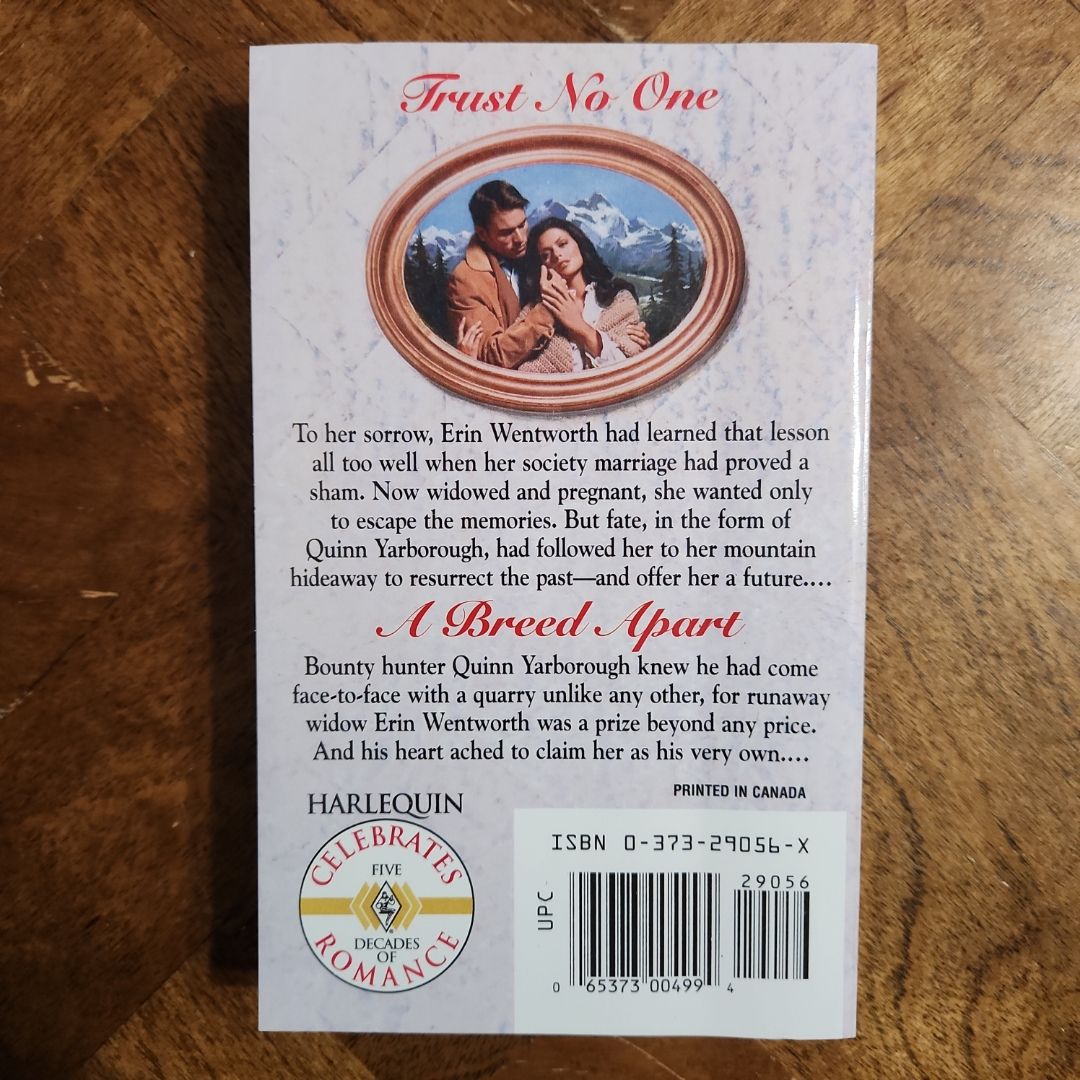 Trust No One
To her sorrow, Erin Wentworth had learned that lesson
all too well when her society marriage had proved a
sham. Now widowed and pregnant, she wanted only
to escape the memories. But fate, in the form of
Quinn Yarborough, had followed her to her mountain
hideaway to resurrect the past—and offer her a future....
A Breed Apart
Bounty hunter Quinn Yarborough knew he had come
face-to-face with a quarry unlike any other, for runaway
widow Erin Wentworth was a prize beyond any price.
And his heart ached to claim her as his very own....
PRINTED IN CANADA
HARLEQUIN
CELEBRATES
FIVE
DECADES
OF
ROMANCE
ISBN 0-373-29056-X
29056
UPC
0 65373 00499 4